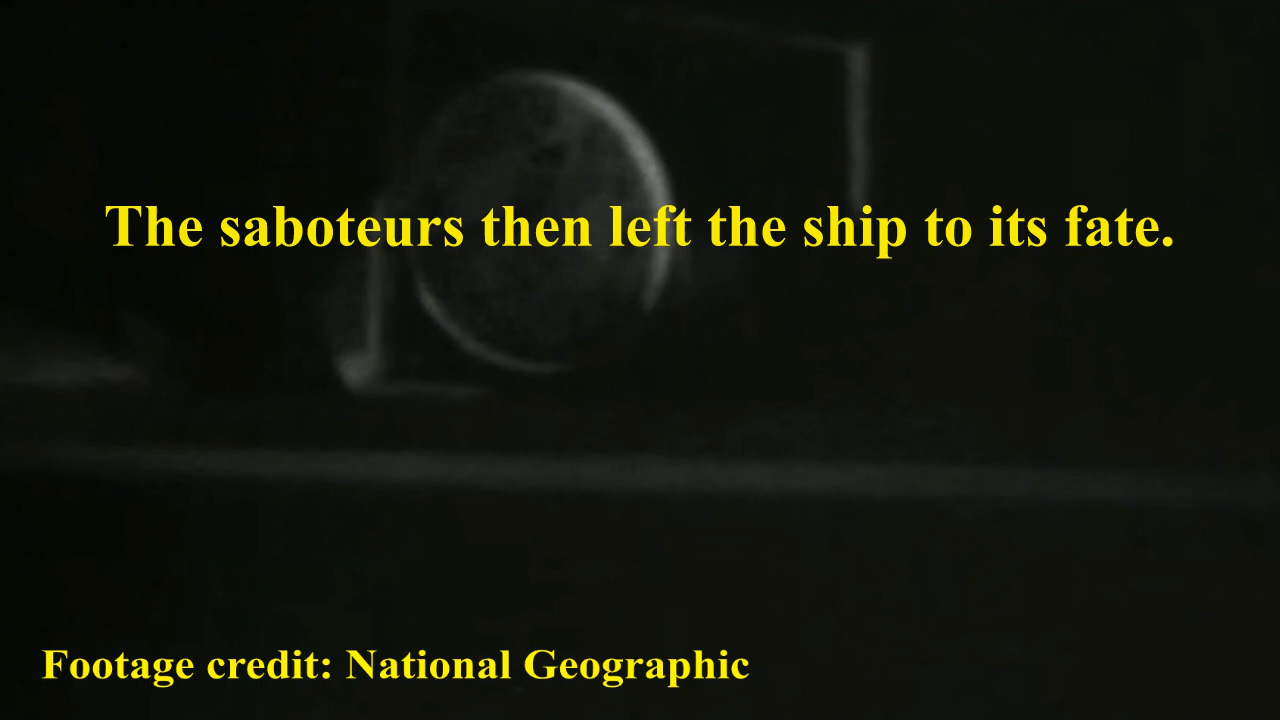 The saboteurs then left the ship to its fate.
Footage credit: National Geographic